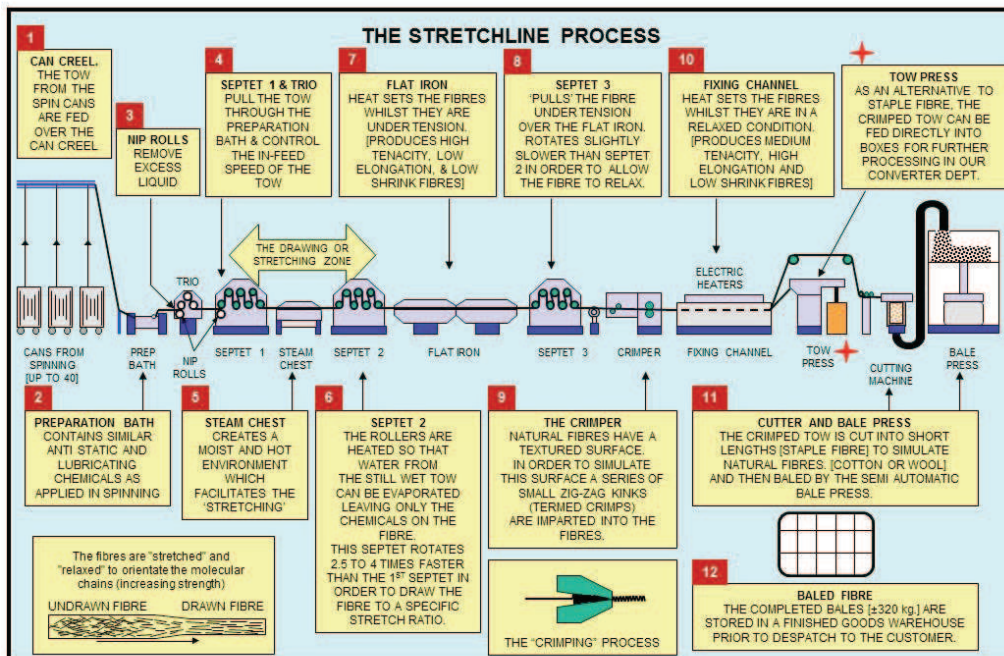 THE STRETCHLINE PROCESS
1
CAN CREEL.
THE TOW
FROM THE
SPIN CANS
ARE FED
OVER THE
CAN CREEL
3
NIP ROLLS
REMOVE
EXCESS
LIQUID
4
SEPTET 1 & TRIO
PULL THE TOW
THROUGH THE
PREPARATION
BATH & CONTROL
THE IN-FEED
SPEED OF THE
TOW
7
FLAT IRON
HEAT SETS THE FIBRES
WHILST THEY ARE
UNDER TENSION.
[PRODUCES HIGH
TENACITY, LOW
ELONGATION, & LOW
SHRINK FIBRES]
8
SEPTET 3
'PULLS' THE FIBRE
UNDER TENSION
OVER THE FLAT IRON.
ROTATES SLIGHTLY
SLOWER THAN SEPTET
2 IN ORDER TO ALLOW
THE FIBRE TO RELAX.
10
FIXING CHANNEL
HEAT SETS THE FIBRES
WHILST THEY ARE IN A
RELAXED CONDITION.
[PRODUCES MEDIUM
TENACITY, HIGH
ELONGATION AND
LOW SHRINK FIBRES]
TOW PRESS
AS AN ALTERNATIVE TO
STAPLE FIBRE, THE
CRIMPED TOW CAN BE
FED DIRECTLY INTO
BOXES FOR FURTHER
PROCESSING IN OUR
CONVERTER DEPT.
THE DRAWING OR
STRETCHING ZONE
TRIO
ELECTRIC
HEATERS
CANS FROM
SPINNING
[UP TO 40]
PREP
BATH
NIP
ROLLS
SEPTET 1
STEAM
CHEST
SEPTET 2
FLAT IRON
SEPTET 3
CRIMPER
FIXING CHANNEL
TOW
PRESS
CUTTING
MACHINE
BALE
PRESS
2
PREPARATION BATH
CONTAINS SIMILAR
ANTI STATIC AND
LUBRICATING
CHEMICALS AS
APPLIED IN SPINNING
5
STEAM CHEST
CREATES A
MOIST AND HOT
ENVIRONMENT
WHICH
FACILITATES THE
'STRETCHING'
6
SEPTET 2
THE ROLLERS ARE
HEATED SO THAT
WATER FROM
THE STILL WET TOW
CAN BE EVAPORATED
LEAVING ONLY THE
CHEMICALS ON THE
FIBRE.
THIS SEPTET ROTATES
2.5 TO 4 TIMES FASTER
THAN THE 1ST SEPTET IN
ORDER TO DRAW THE
FIBRE TO A SPECIFIC
STRETCH RATIO.
9
THE CRIMPER
NATURAL FIBRES HAVE A
TEXTURED SURFACE.
IN ORDER TO SIMULATE
THIS SURFACE A SERIES OF
SMALL ZIG-ZAG KINKS
(TERMED CRIMPS)
ARE IMPARTED INTO THE
FIBRES.
11
CUTTER AND BALE PRESS
THE CRIMPED TOW IS CUT INTO SHORT
LENGTHS [STAPLE FIBRE] TO SIMULATE
NATURAL FIBRES. [COTTON OR WOOL]
AND THEN BALED BY THE SEMI AUTOMATIC
BALE PRESS.
The fibres are "stretched" and
"relaxed" to orientate the molecular
chains (increasing strength)
UNDRAWN FIBRE DRAWN FIBRE
THE "CRIMPING" PROCESS
12
BALED FIBRE
THE COMPLETED BALES [±320 kg.] ARE
STORED IN A FINISHED GOODS WAREHOUSE
PRIOR TO DESPATCH TO THE CUSTOMER.